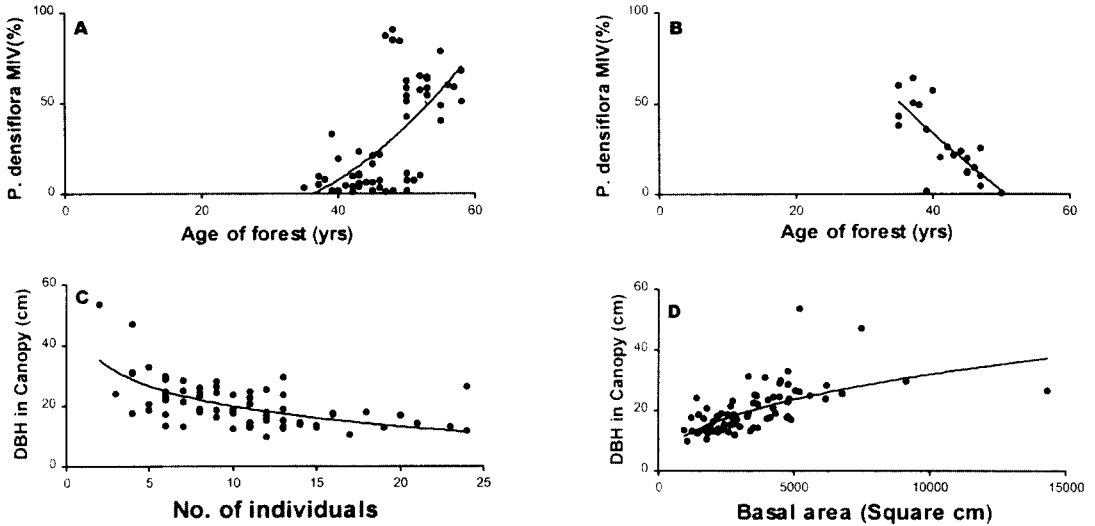 A
P. densiflora MIV(%)
100
50
0
0 20 40 60
Age of forest (yrs)
B
P. densiflora MIV(%)
100
50
0
0 20 40 60
Age of forest (yrs)
C
DBH in Canopy (cm)
60
40
20
0
0 5 10 15 20 25
No. of individuals
D
DBH in Canopy (cm)
60
40
20
0
0 5000 10000 15000
Basal area (Square cm)